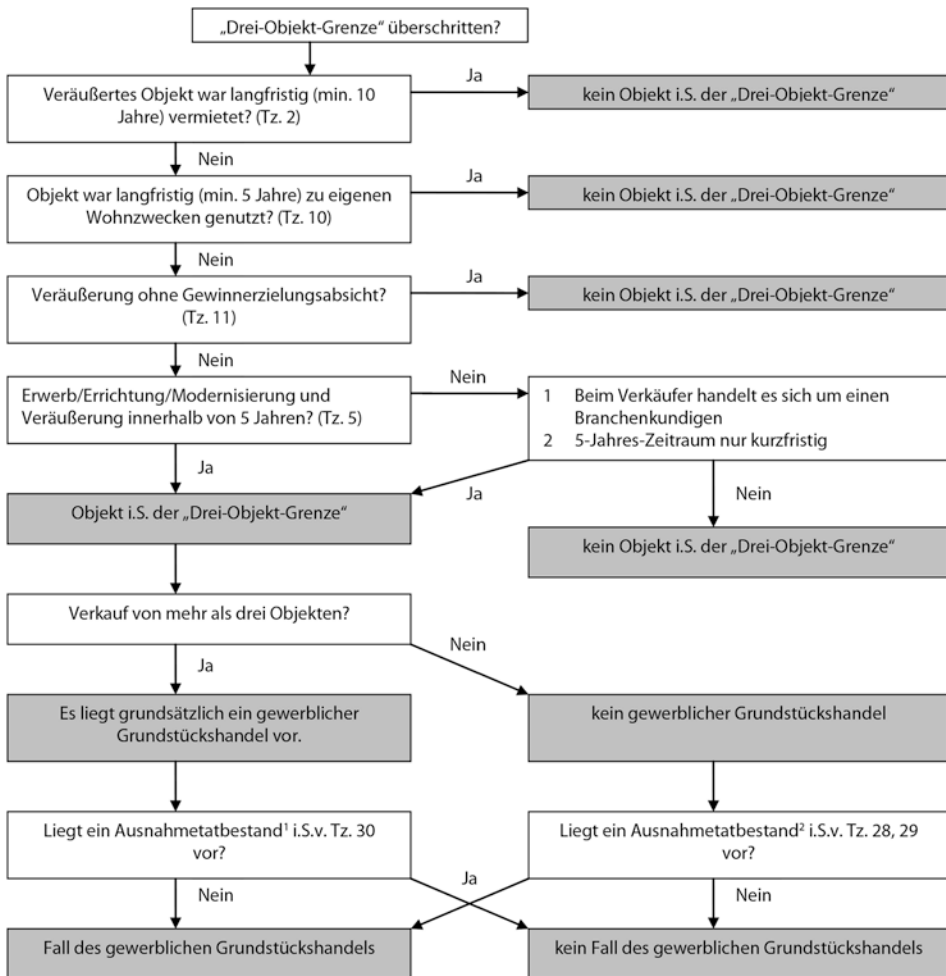 „Drei-Objekt-Grenze“ überschritten?
Veräußertes Objekt war langfristig (min. 10
Jahre) vermietet? (Tz. 2)
Ja
kein Objekt i.S. der „Drei-Objekt-Grenze“
Nein
Objekt war langfristig (min. 5 Jahre) zu eigenen
Wohnzwecken genutzt? (Tz. 10)
Ja
kein Objekt i.S. der „Drei-Objekt-Grenze“
Nein
Veräußerung ohne Gewinnerzielungsabsicht?
(Tz. 11)
Ja
kein Objekt i.S. der „Drei-Objekt-Grenze“
Nein
Erwerb/Errichtung/Modernisierung und
Veräußerung innerhalb von 5 Jahren? (Tz. 5)
Nein
1 Beim Verkäufer handelt es sich um einen
Branchenkundigen
2 5-Jahres-Zeitraum nur kurzfristig
Ja
Ja
Nein
Objekt i.S. der „Drei-Objekt-Grenze“
kein Objekt i.S. der „Drei-Objekt-Grenze“
Verkauf von mehr als drei Objekten?
Nein
Ja
Es liegt grundsätzlich ein gewerblicher
Grundstückshandel vor.
kein gewerblicher Grundstückshandel
Liegt ein Ausnahmetatbestand¹ i.S.v. Tz. 30
vor?
Liegt ein Ausnahmetatbestand² i.S.v. Tz. 28, 29
vor?
Nein
Ja
Nein
Fall des gewerblichen Grundstückshandels
kein Fall des gewerblichen Grundstückshandels